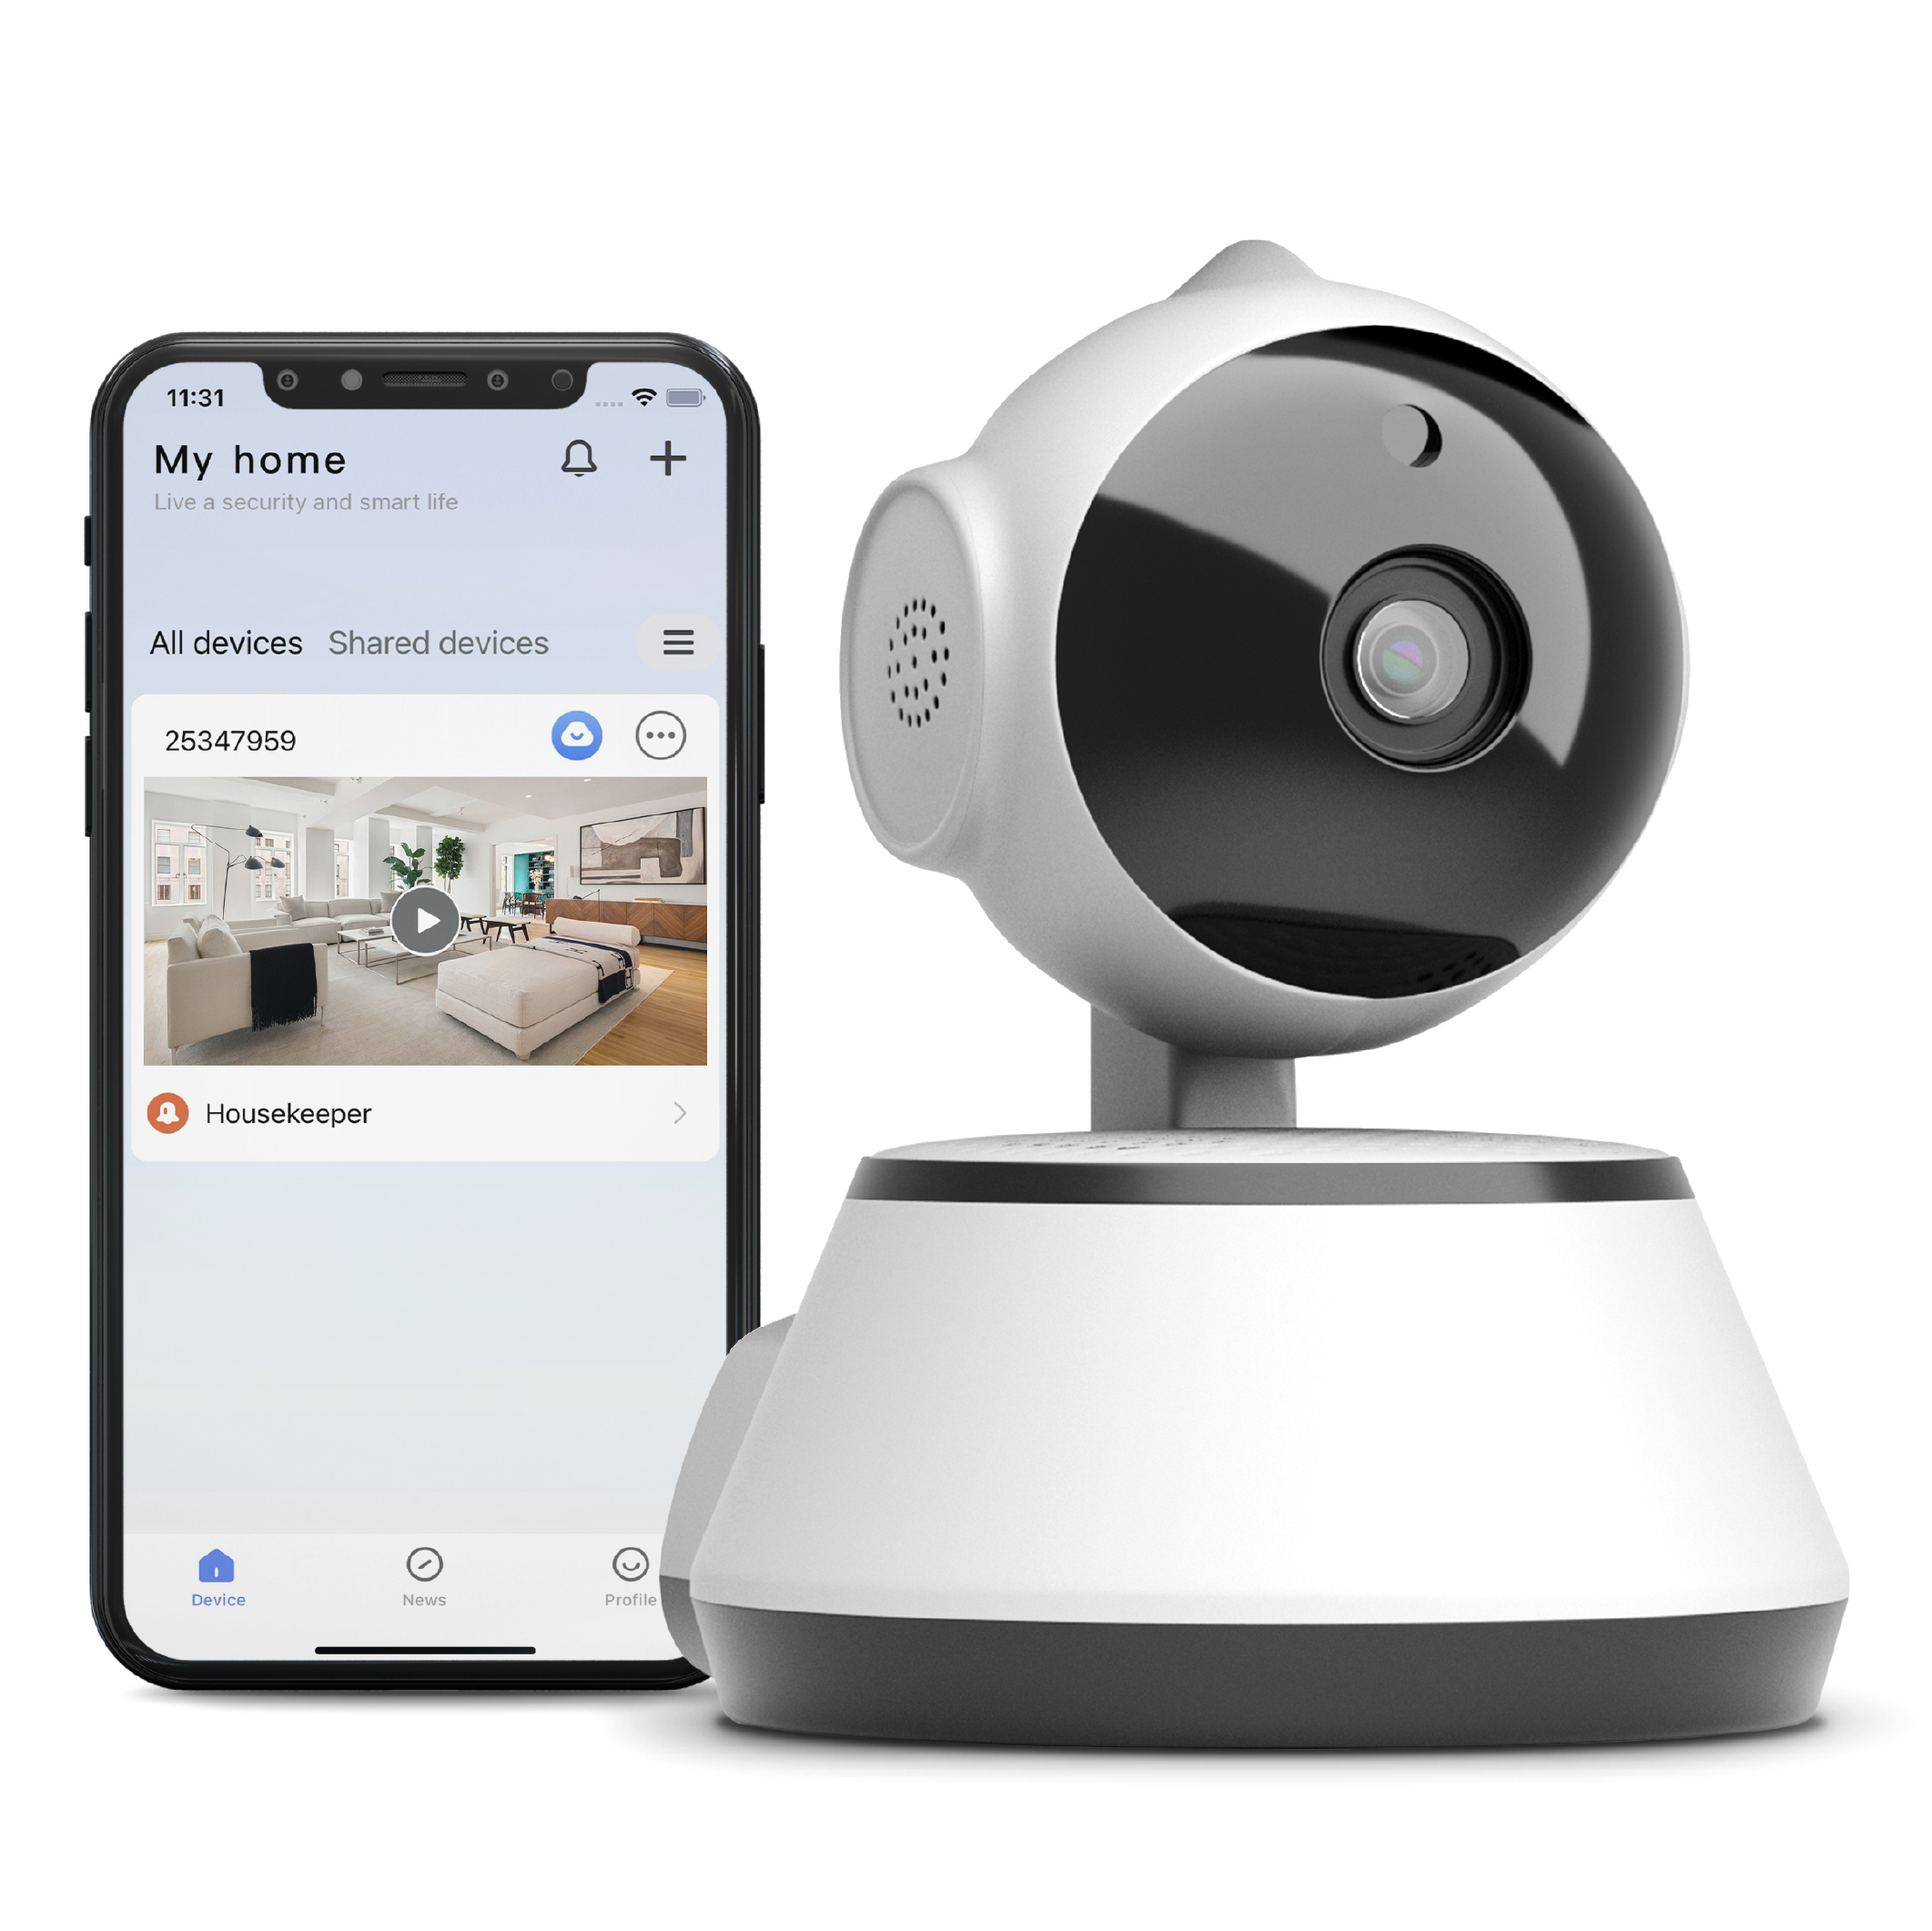 11:31
My home
Live a security and smart life
All devices Shared devices
25347959
Housekeeper
Device News Profile